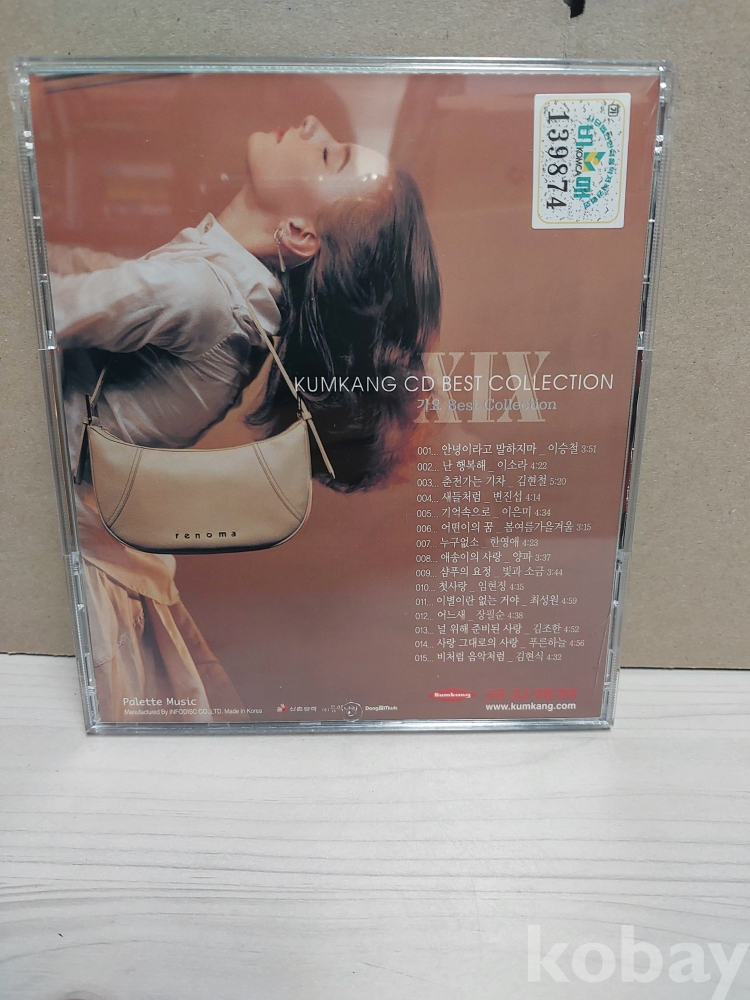 비매
KOMCA
139874
XIX
KUMKANG CD BEST COLLECTION
가요 Best Collection
001... 안녕이라고 말하지마 _ 이승철 3:51
002... 난 행복해 _ 이소라 4:22
003... 춘천가는 기차 _ 김현철 5:20
004... 새들처럼 _ 변진섭 4:14
005... 기억속으로 _ 이은미 4:34
006... 어떤이의 꿈 _ 봄여름가을겨울 3:15
007... 누구없소 _ 한영애 4:23
008... 애송이의 사랑 _ 양파 3:37
009... 샴푸의 요정 _ 빛과 소금 3:44
010... 첫사랑 _ 임현정 4:15
011... 이별이란 없는 거야 _ 최성원 4:59
012... 어느새 _ 장필순 4:38
013... 널 위해 준비된 사랑 _ 김조한 4:52
014... 사랑 그대로의 사랑 _ 푸른하늘 4:56
015... 비처럼 음악처럼 _ 김현식 4:32
renoma
Palette Music
Manufactured by INFODISC CO., LTD. Made in Korea
신촌뮤직
Kumkang
www.kumkang.com
kobay